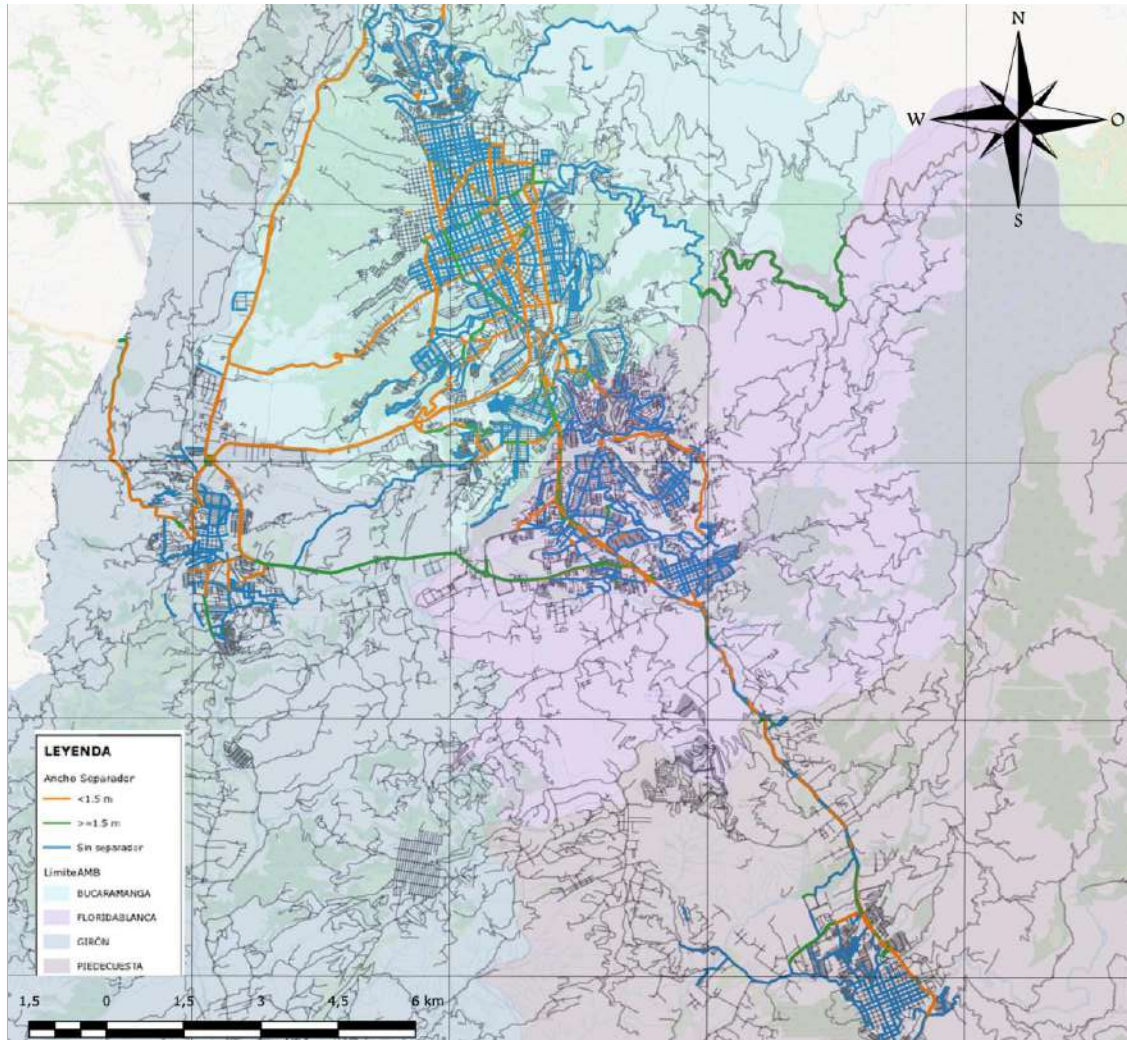 N
W
O
S
LEYENDA
Ancho Separador
<1.5 m
>=1.5 m
Sin separador
LimiteAMB
BUCARAMANGA
FLORIDABLANCA
GIRÓN
PIEDECUESTA
1,5 0 1,5 3 4,5 6 km